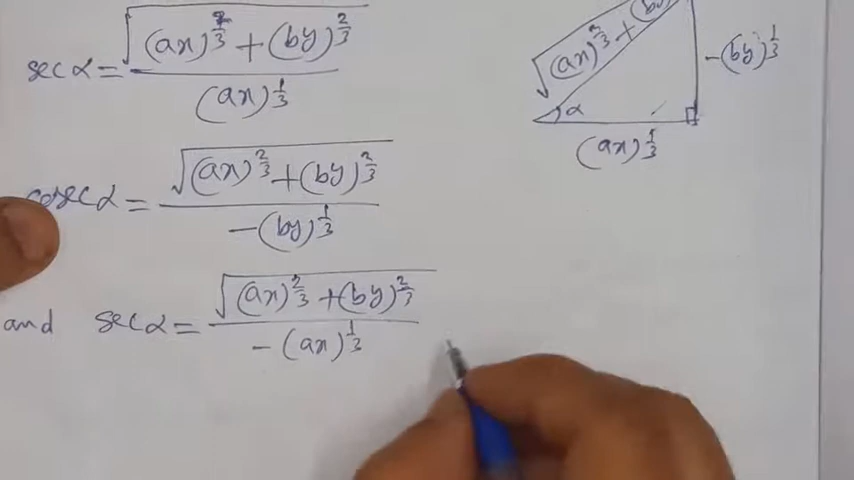 sec α = √((ax)^(2/3) + (by)^(2/3)) / (ax)^(1/3)
cosec α = √((ax)^(2/3) + (by)^(2/3)) / -(by)^(1/3)
and sec α = √((ax)^(2/3) + (by)^(2/3)) / -(ax)^(1/3)
√((ax)^(2/3) + (by)
-(by)^(1/3)
α
(ax)^(1/3)